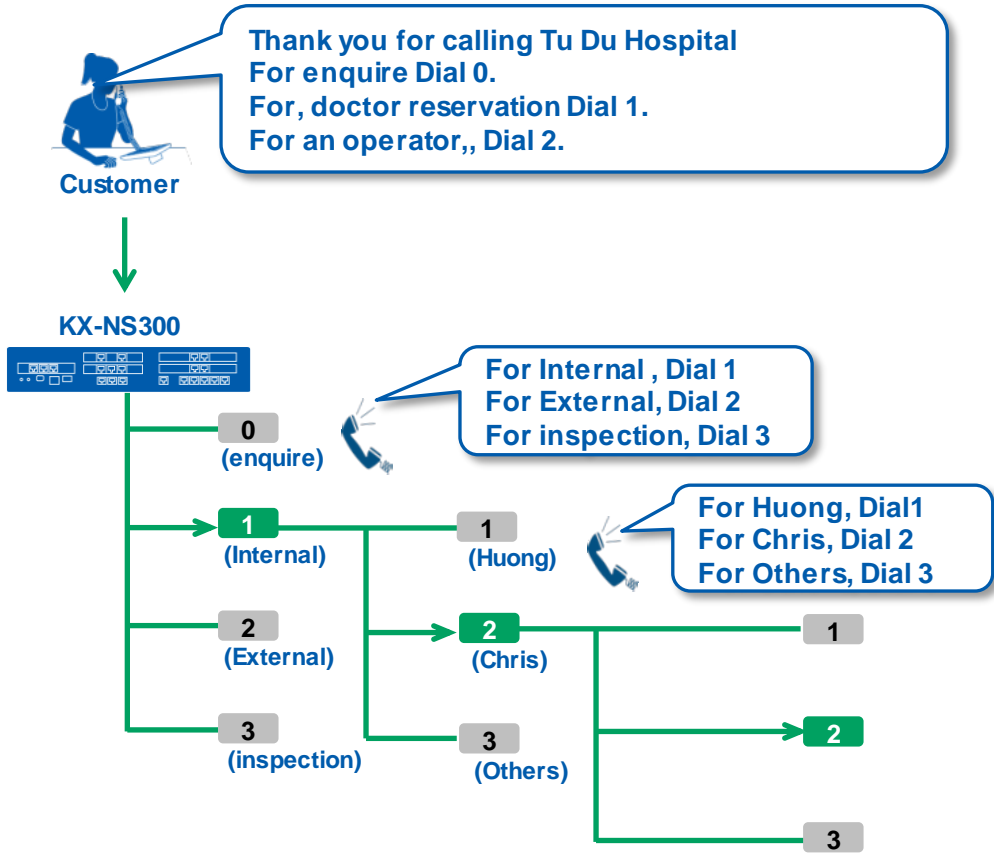 Thank you for calling Tu Du Hospital
For enquire Dial 0.
For, doctor reservation Dial 1.
For an operator,, Dial 2.
Customer
KX-NS300
For Internal , Dial 1
For External, Dial 2
For inspection, Dial 3
0
(enquire)
1
(Internal)
1
(Huong)
For Huong, Dial1
For Chris, Dial 2
For Others, Dial 3
2
(External)
2
(Chris)
1
3
(inspection)
3
(Others)
2
3